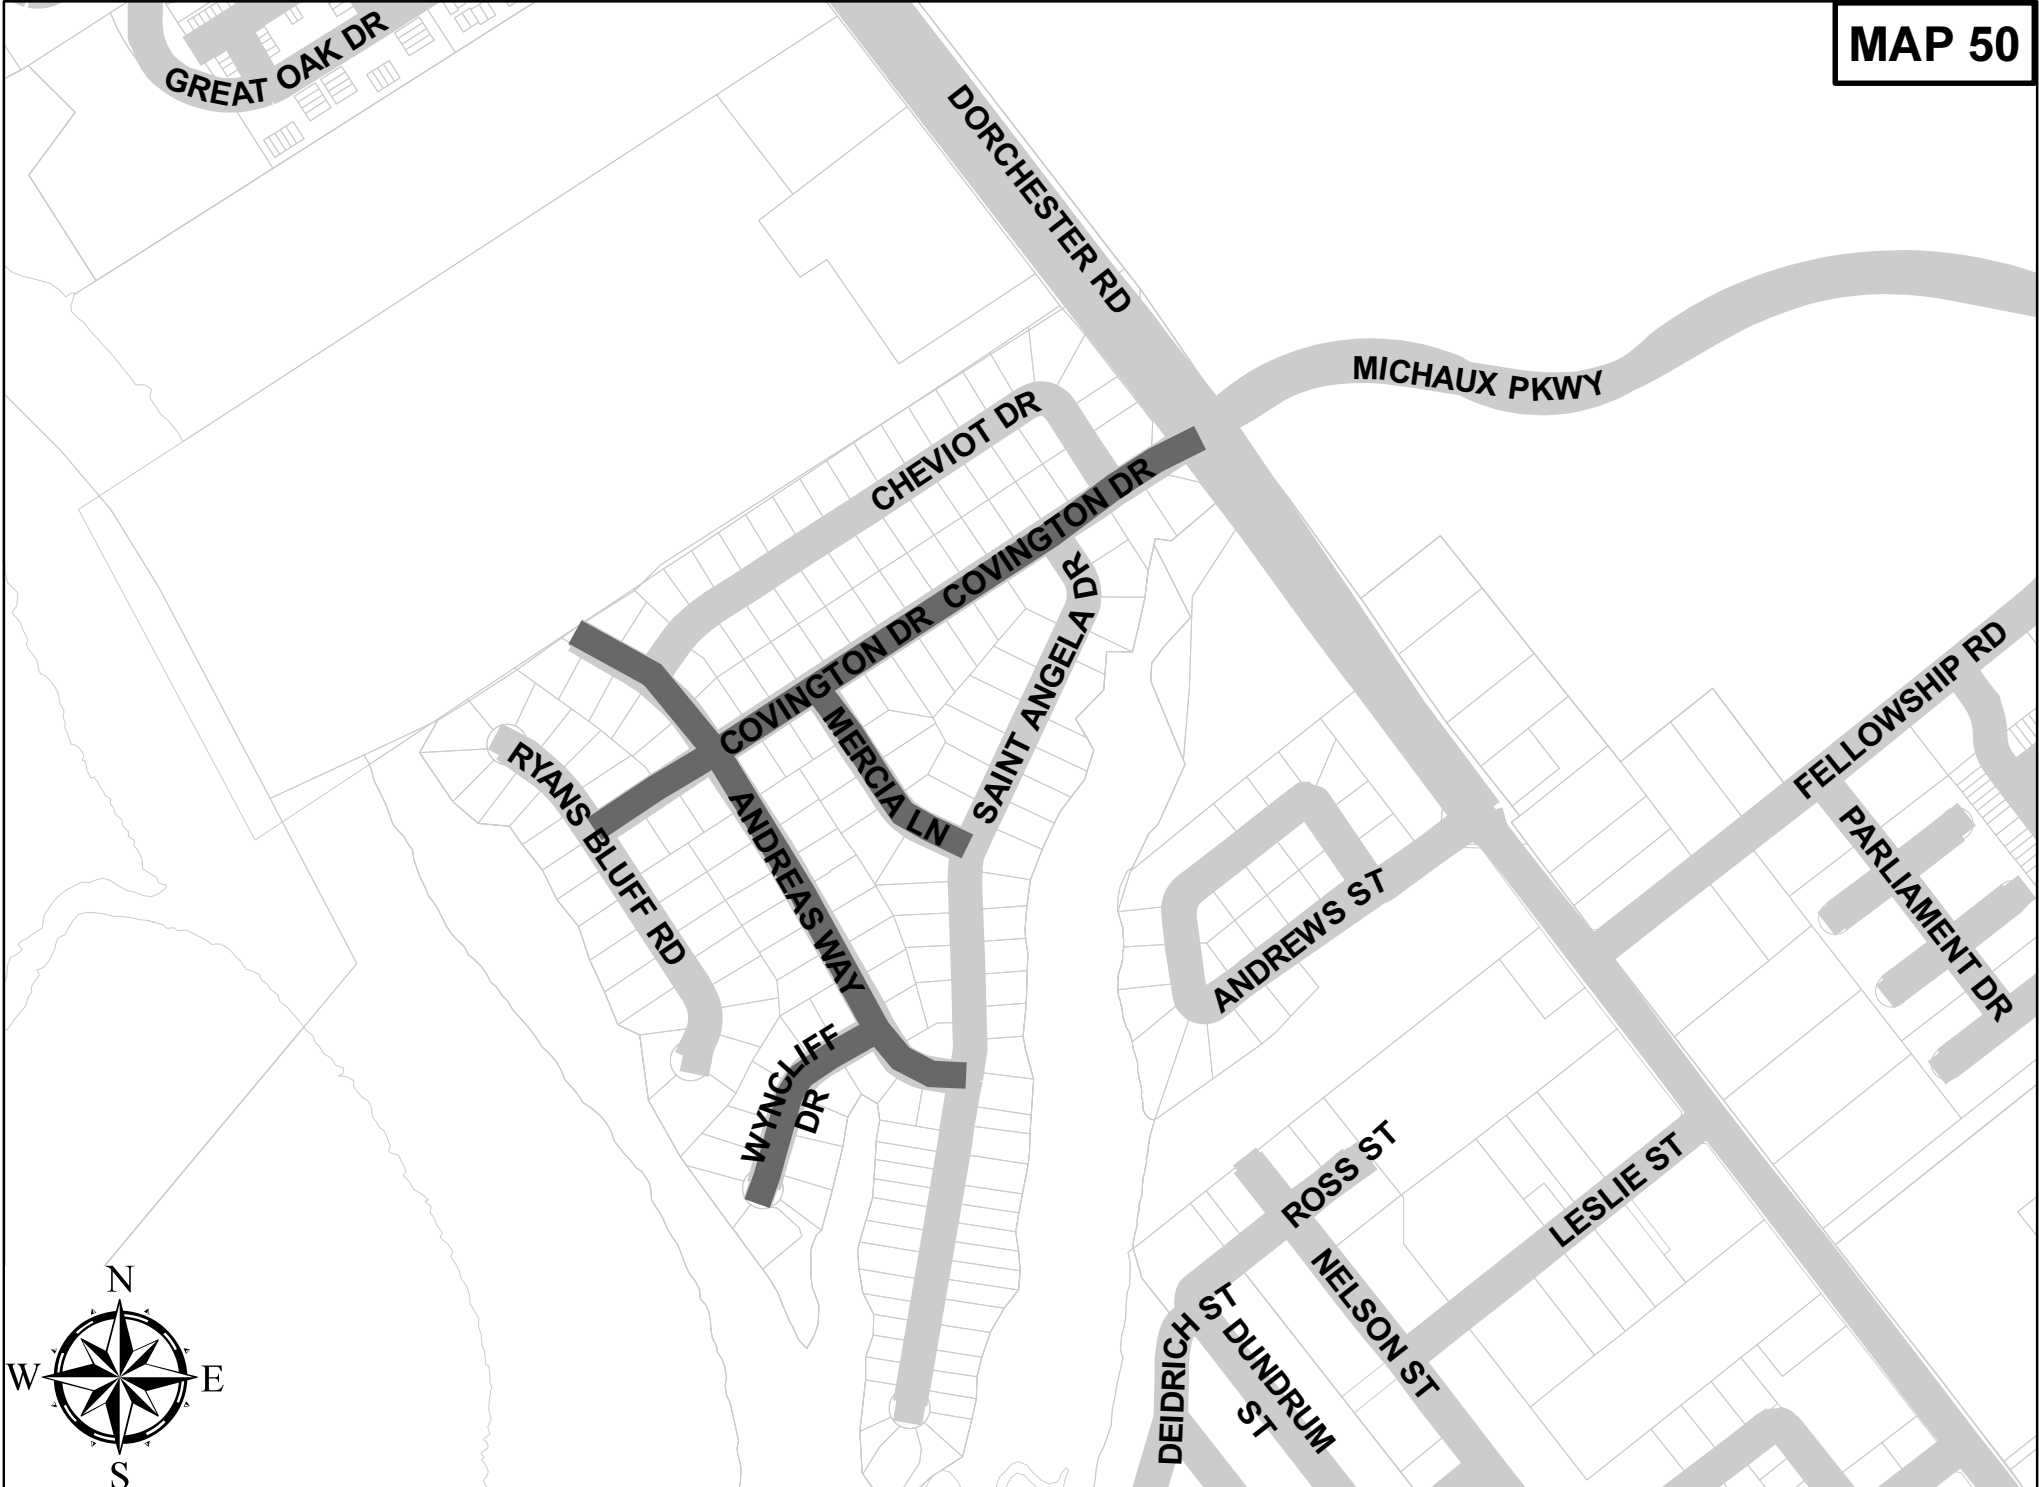 MAP 50
GREAT OAK DR
DORCHESTER RD
MICHAUX PKWY
CHEVIOT DR
COVINGTON DR
COVINGTON DR
SAINT ANGELA DR
MERCIA LN
RYANS BLUFF RD
ANDREAS WAY
WYNCLIFF
DR
FELLOWSHIP RD
PARLIAMENT DR
ANDREWS ST
ROSS ST
LESLIE ST
NELSON ST
DEIDRICH ST
DUNDRUM
ST
N
W
E
S